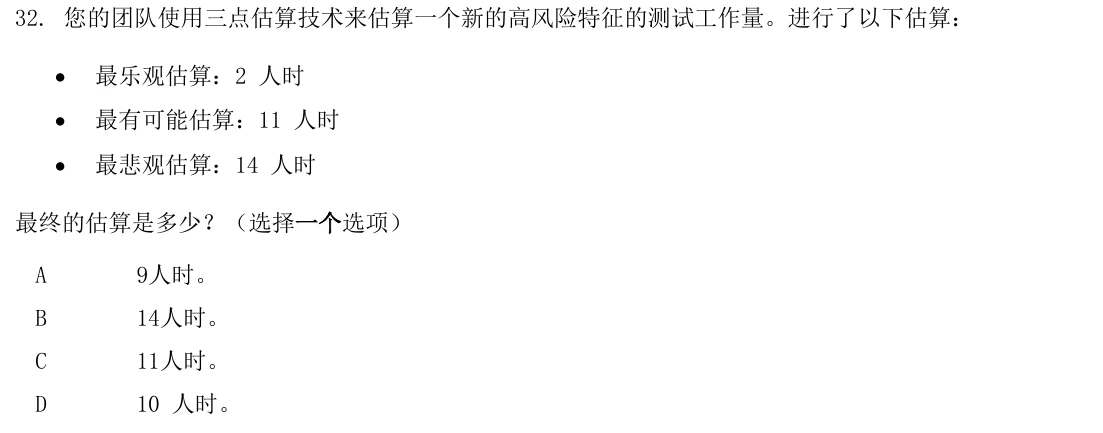 32. 您的团队使用三点估算技术来估算一个新的高风险特征的测试工作量。进行了以下估算：
• 最乐观估算：2 人时
• 最有可能估算：11 人时
• 最悲观估算：14 人时
最终的估算是多少？（选择一个选项）
A 9人时。
B 14人时。
C 11人时。
D 10 人时。